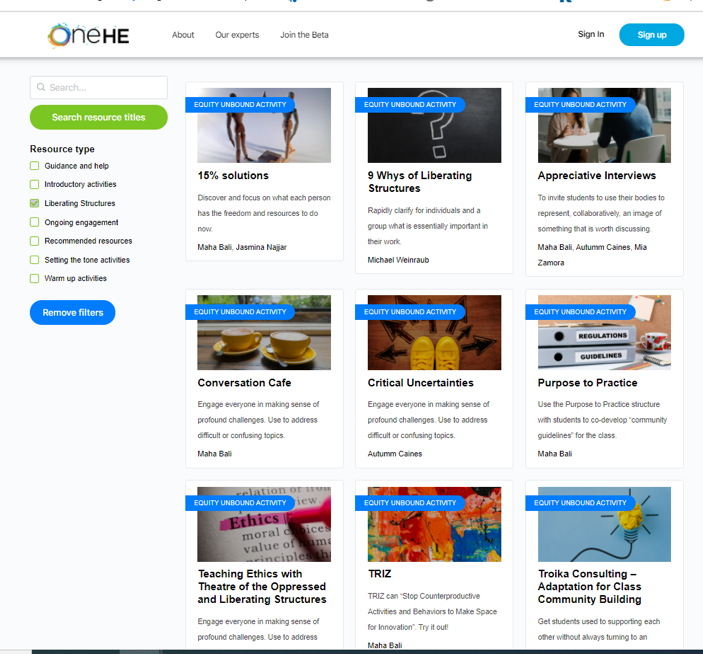 OneHE
About
Our experts
Join the Beta
Sign In
Sign up
Search...
Search resource titles
Resource type
Guidance and help
Introductory activities
Liberating Structures
Ongoing engagement
Recommended resources
Setting the tone activities
Warm up activities
Remove filters
EQUITY UNBOUND ACTIVITY
15% solutions
Discover and focus on what each person
has the freedom and resources to do
now.
Maha Bali, Jasmina Najjar
EQUITY UNBOUND ACTIVITY
9 Whys of Liberating
Structures
Rapidly clarify for individuals and a
group what is essentially important in
their work.
Michael Weinraub
EQUITY UNBOUND ACTIVITY
Appreciative Interviews
To invite students to use their bodies to
represent, collaboratively, an image of
something that is worth discussing.
Maha Bali, Autumm Caines, Mia
Zamora
EQUITY UNBOUND ACTIVITY
Conversation Cafe
Engage everyone in making sense of
profound challenges. Use to address
difficult or confusing topics.
Maha Bali
EQUITY UNBOUND ACTIVITY
Critical Uncertainties
Engage everyone in making sense of
profound challenges. Use to address
difficult or confusing topics.
Autumm Caines
EQUITY UNBOUND ACTIVITY
REGULATIONS
GUIDELINES
Purpose to Practice
Use the Purpose to Practice structure
with students to co-develop “community
guidelines” for the class.
Maha Bali
relation of
EQUITY UNBOUND ACTIVITY
Ethics
moral choices
value of huma
principles
Teaching Ethics with
Theatre of the Oppressed
and Liberating Structures
Engage everyone in making sense of
profound challenges. Use to address
EQUITY UNBOUND ACTIVITY
TRIZ
TRIZ can “Stop Counterproductive
Activities and Behaviors to Make Space
for Innovation”. Try it out!
Maha Bali
EQUITY UNBOUND ACTIVITY
Troika Consulting –
Adaptation for Class
Community Building
Get students used to supporting each
other without always turning to an